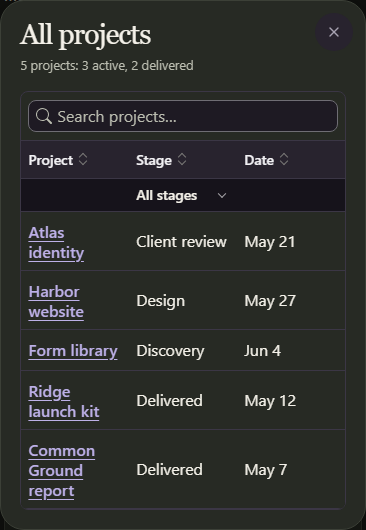 All projects
5 projects: 3 active, 2 delivered
Search projects...
Project Stage Date
All stages
Atlas identity Client review May 21
Harbor website Design May 27
Form library Discovery Jun 4
Ridge launch kit Delivered May 12
Common Ground report Delivered May 7